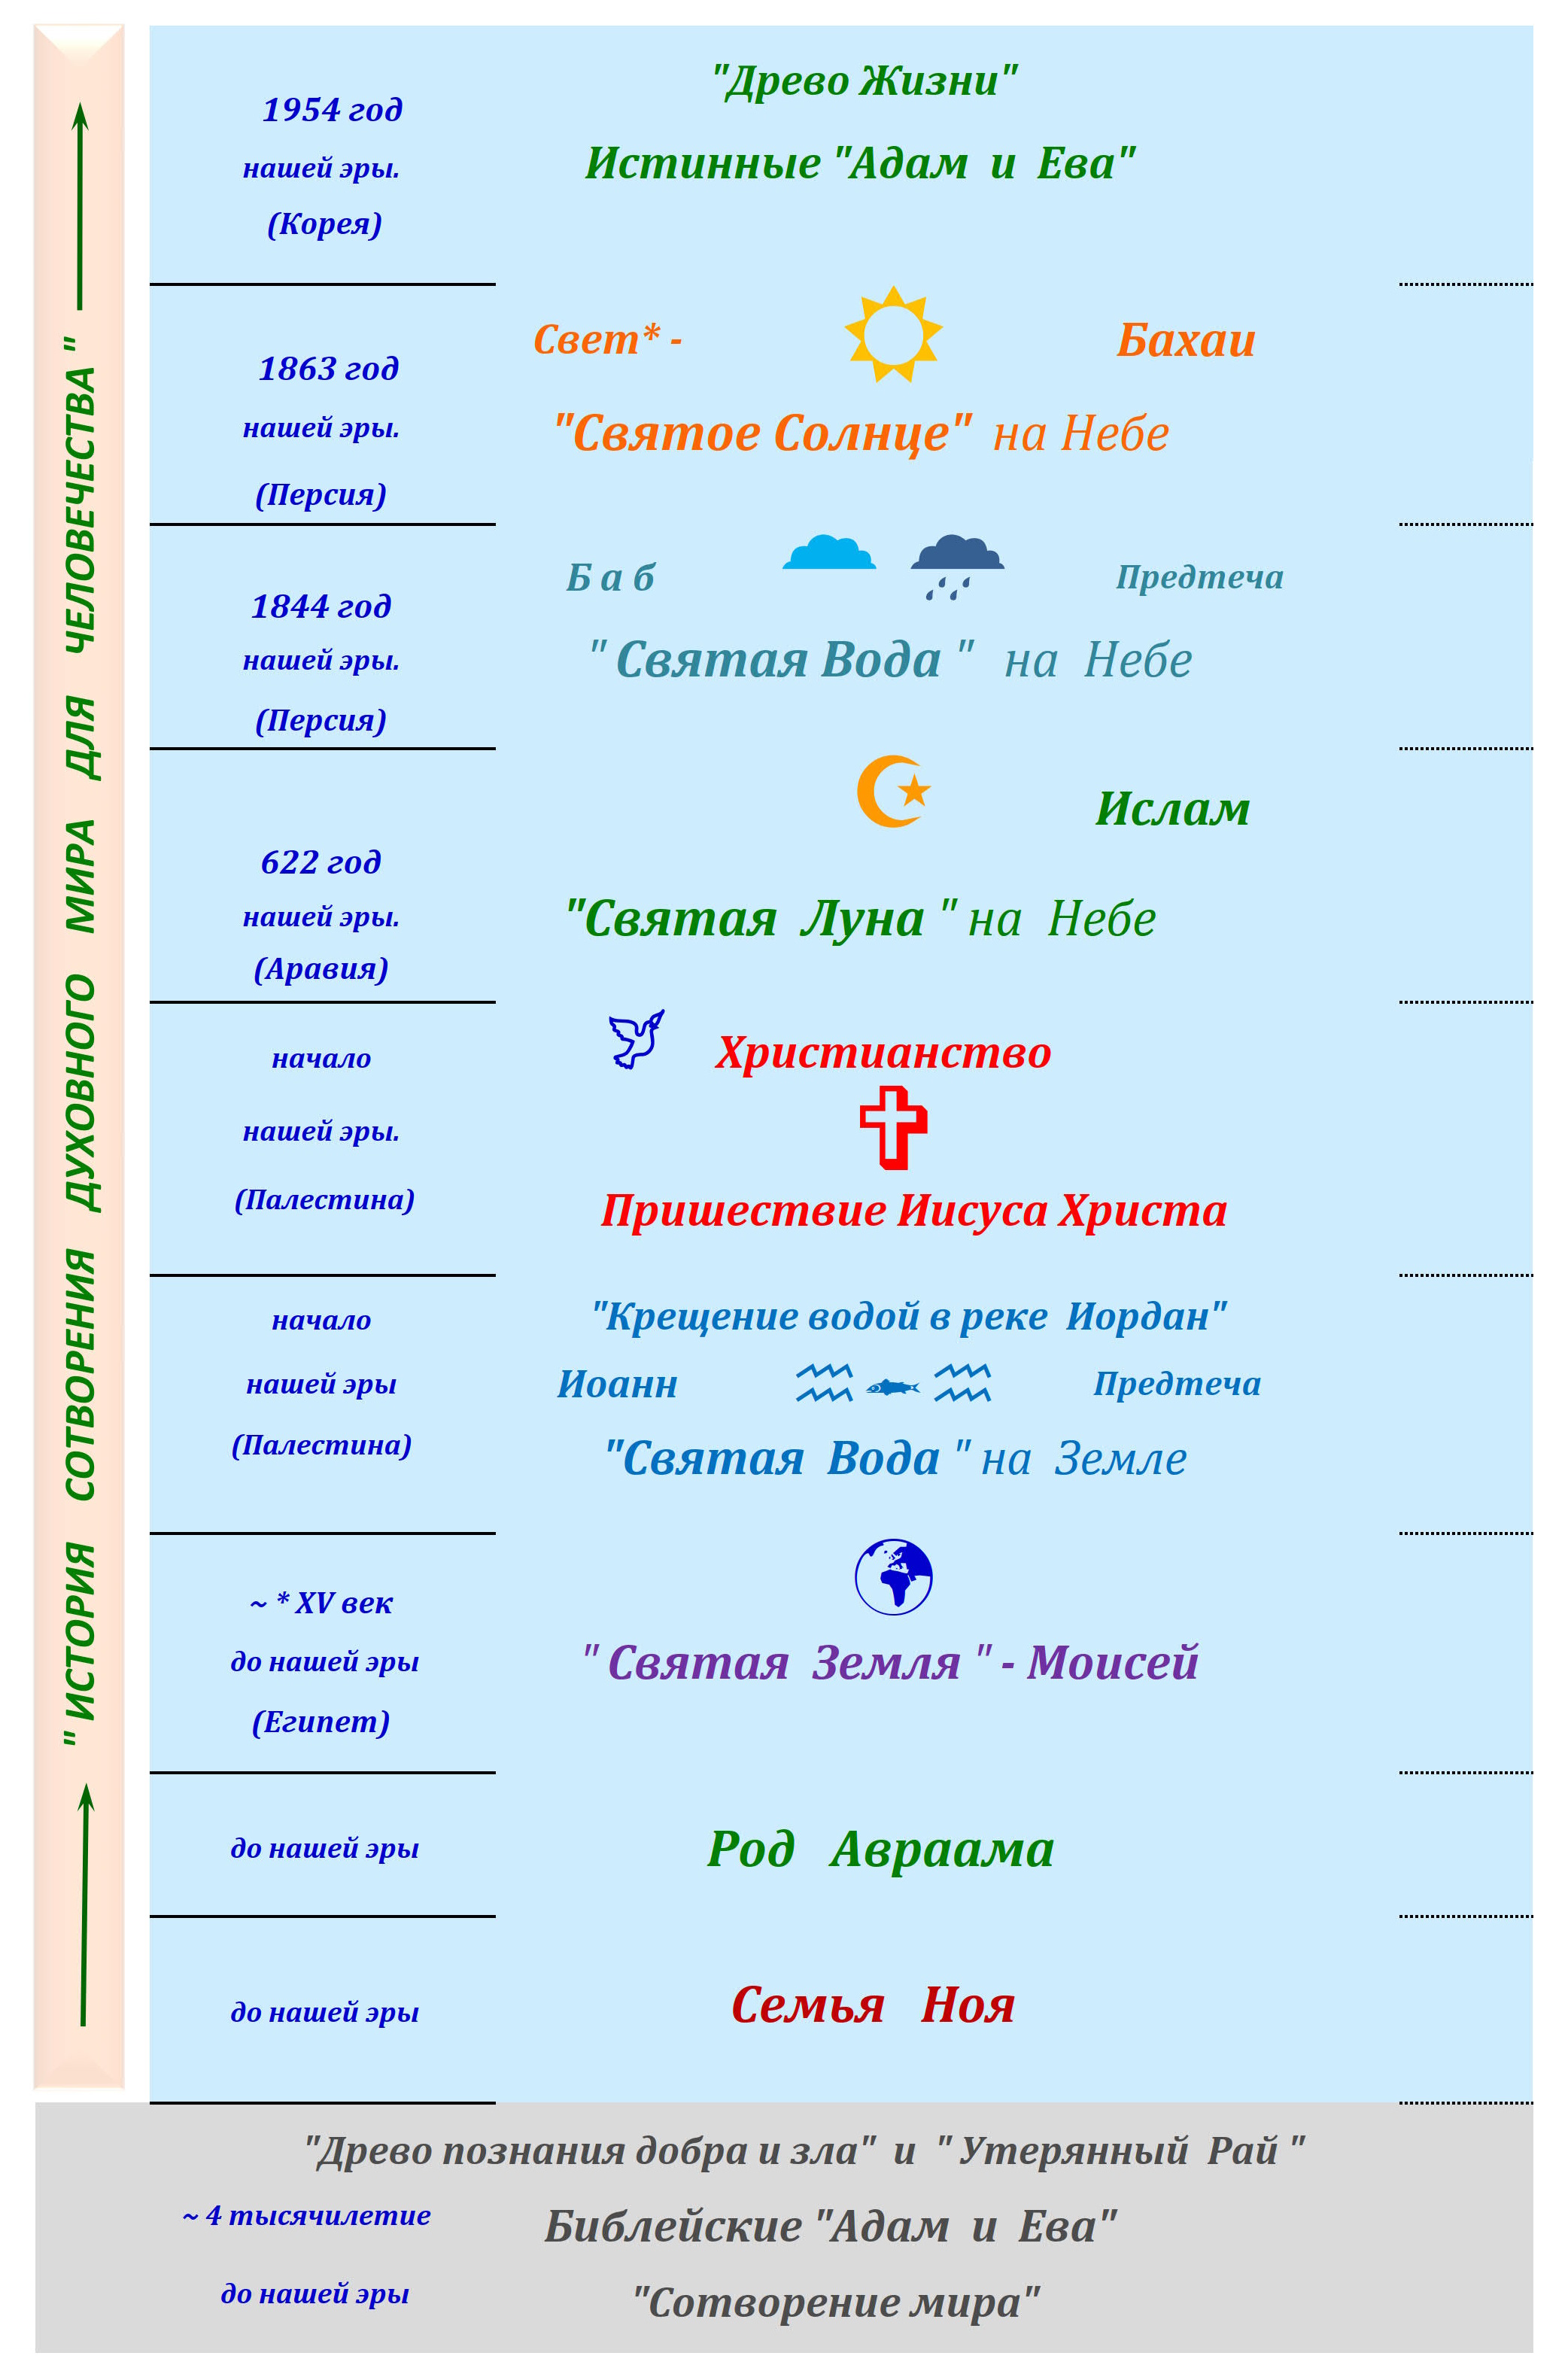 " ИСТОРИЯ СОТВОРЕНИЯ ДУХОВНОГО МИРА ДЛЯ ЧЕЛОВЕЧЕСТВА "
"Древо Жизни"
1954 год
Истинные "Адам и Ева"
нашей эры.
(Корея)
Свет* - Бахаи
1863 год
нашей эры.
"Святое Солнце" на Небе
(Персия)
Б а б Предтеча
1844 год
нашей эры.
" Святая Вода " на Небе
(Персия)
Ислам
622 год
нашей эры.
"Святая Луна " на Небе
(Аравия)
начало
Христианство
нашей эры.
(Палестина)
Пришествие Иисуса Христа
начало
"Крещение водой в реке Иордан"
нашей эры
Иоанн Предтеча
(Палестина)
"Святая Вода " на Земле
~ * XV век
до нашей эры
" Святая Земля " - Моисей
(Египет)
до нашей эры
Род Авраама
до нашей эры
Семья Ноя
"Древо познания добра и зла" и " Утерянный Рай "
~ 4 тысячилетие
Библейские "Адам и Ева"
до нашей эры
"Сотворение мира"